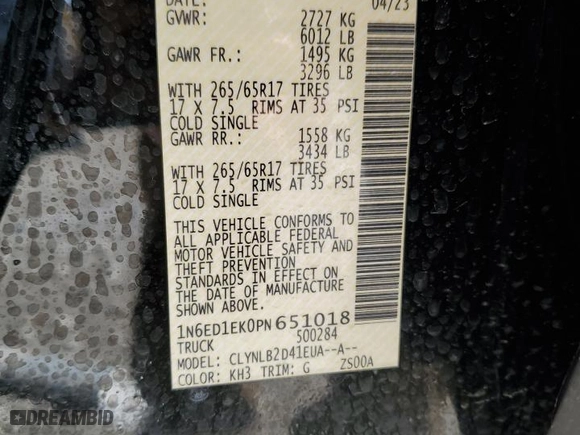 DATE: 04/23
GVWR: 2727 KG
6012 LB
GAWR FR.: 1495 KG
3296 LB
WITH 265/65R17 TIRES
17 X 7.5 RIMS AT 35 PSI
COLD SINGLE
GAWR RR.: 1558 KG
3434 LB
WITH 265/65R17 TIRES
17 X 7.5 RIMS AT 35 PSI
COLD SINGLE
THIS VEHICLE CONFORMS TO
ALL APPLICABLE FEDERAL
MOTOR VEHICLE SAFETY AND
THEFT PREVENTION
STANDARDS IN EFFECT ON
THE DATE OF MANUFACTURE
SHOWN ABOVE.
1N6ED1EK0PN651018
TRUCK 500284
MODEL: CLYNLB2D41EUA--A--
COLOR: KH3 TRIM: G ZS00A
DREAMBID